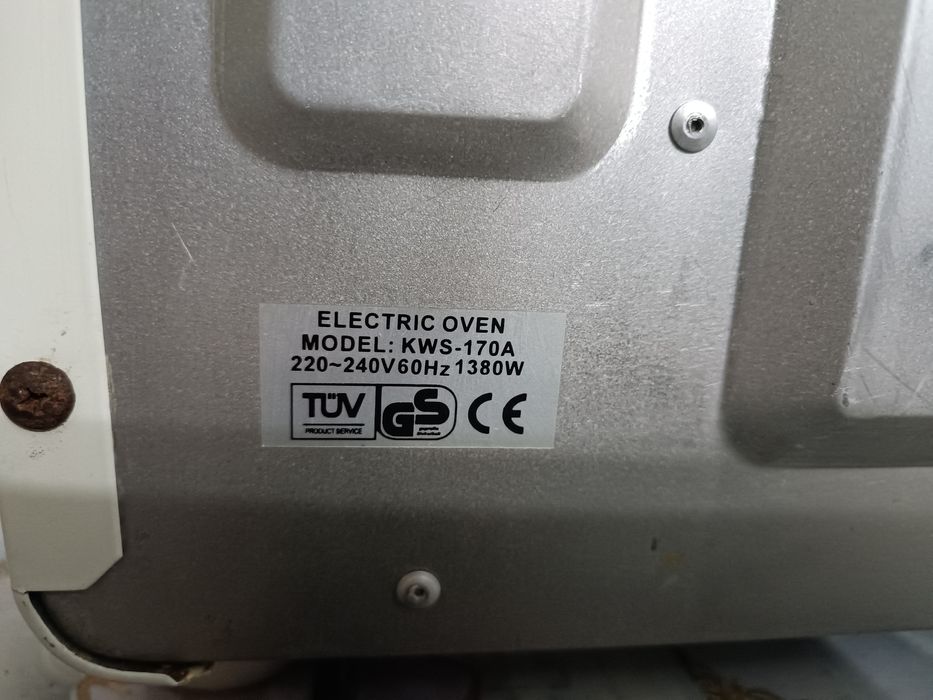 ELECTRIC OVEN
MODEL: KWS-170A
220~240V60Hz 1380W
TÜV
PRODUCT SERVICE
GS
CE